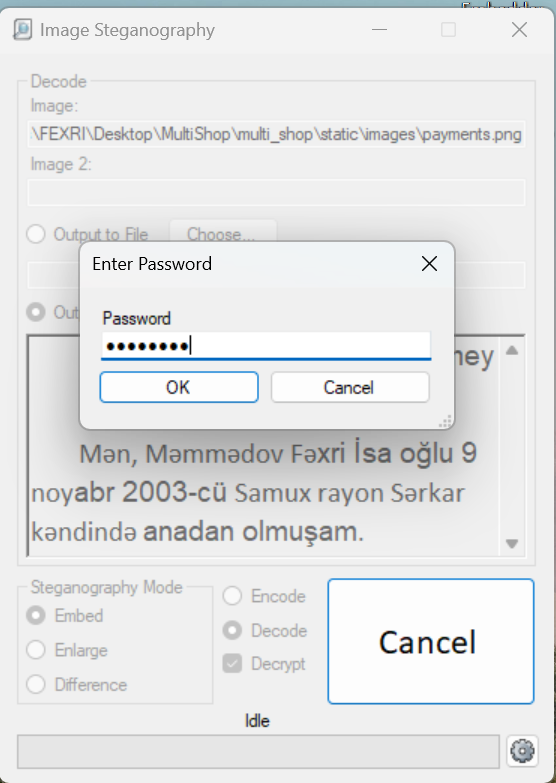 Image Steganography
Decode
Image:
\FEXRI\Desktop\MultiShop\multi_shop\static\images\payments.png
Image 2:
Output to File
Choose...
Enter Password
Password
OK
Cancel
Mən, Məmmədov Fəxri İsa oğlu 9
noyabr 2003-cü Samux rayon Sərkar
kəndində anadan olmuşam.
Steganography Mode
Embed
Enlarge
Difference
Encode
Decode
Decrypt
Cancel
Idle